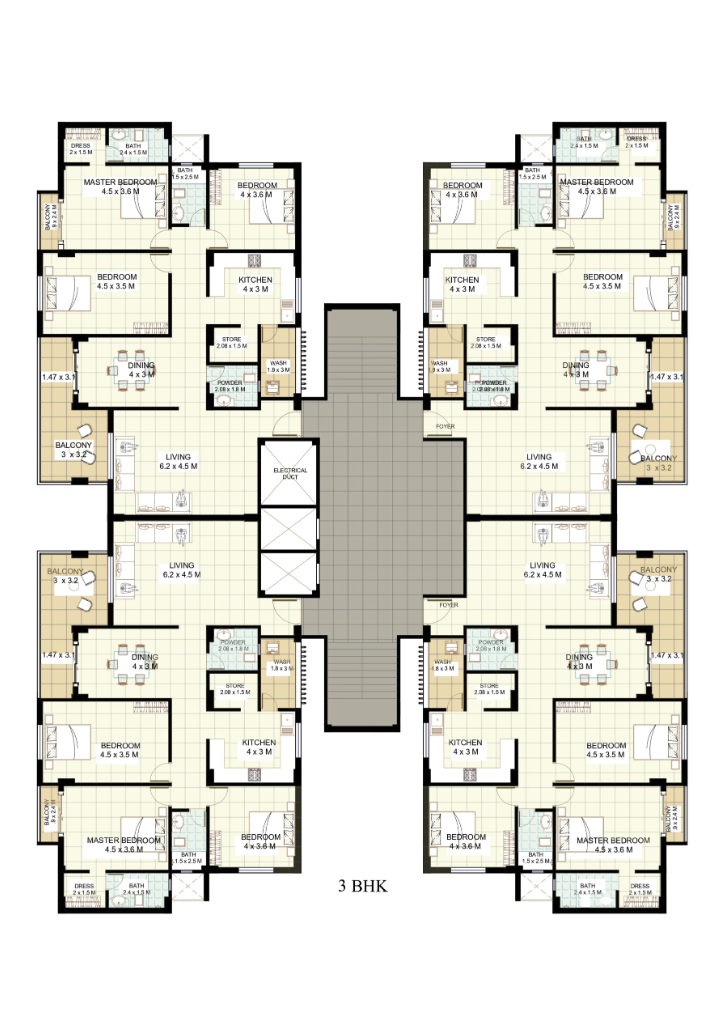 DRESS
2 x 1.5 M
BATH
2.4 x 1.5 M
BATH
1.5 x 2.5 M
MASTER BEDROOM
4.5 x 3.6 M
BEDROOM
4 x 3.6 M
BALCONY
.9 x 2.4 M
BEDROOM
4.5 x 3.5 M
KITCHEN
4 x 3 M
STORE
2.08 x 1.5 M
WASH
1.8 x 3 M
DINING
4 x 3 M
1.47 x 3.1
POWDER
2.08 x 1.8 M
BALCONY
3 x 3.2
LIVING
6.2 x 4.5 M
ELECTRICAL
DUCT
BATH
2.4 x 1.5 M
DRESS
2 x 1.5 M
BATH
1.5 x 2.5 M
BEDROOM
4 x 3.6 M
MASTER BEDROOM
4.5 x 3.6 M
BALCONY
.9 x 2.4 M
KITCHEN
4 x 3 M
BEDROOM
4.5 x 3.5 M
STORE
2.08 x 1.5 M
WASH
1.8 x 3 M
DINING
4 x 3 M
1.47 x 3.1
POWDER
2.08 x 1.8 M
FOYER
LIVING
6.2 x 4.5 M
BALCONY
3 x 3.2
BALCONY
3 x 3.2
LIVING
6.2 x 4.5 M
1.47 x 3.1
DINING
4 x 3 M
POWDER
2.08 x 1.8 M
WASH
1.8 x 3 M
STORE
2.08 x 1.5 M
BEDROOM
4.5 x 3.5 M
KITCHEN
4 x 3 M
BALCONY
.9 x 2.4 M
MASTER BEDROOM
4.5 x 3.6 M
BEDROOM
4 x 3.6 M
BATH
1.5 x 2.5 M
DRESS
2 x 1.5 M
BATH
2.4 x 1.5 M
LIVING
6.2 x 4.5 M
BALCONY
3 x 3.2
FOYER
POWDER
2.08 x 1.8 M
WASH
1.8 x 3 M
DINING
4 x 3 M
1.47 x 3.1
STORE
2.08 x 1.5 M
KITCHEN
4 x 3 M
BEDROOM
4.5 x 3.5 M
BALCONY
.9 x 2.4 M
BEDROOM
4 x 3.6 M
MASTER BEDROOM
4.5 x 3.6 M
BATH
1.5 x 2.5 M
BATH
2.4 x 1.5 M
DRESS
2 x 1.5 M
3 BHK